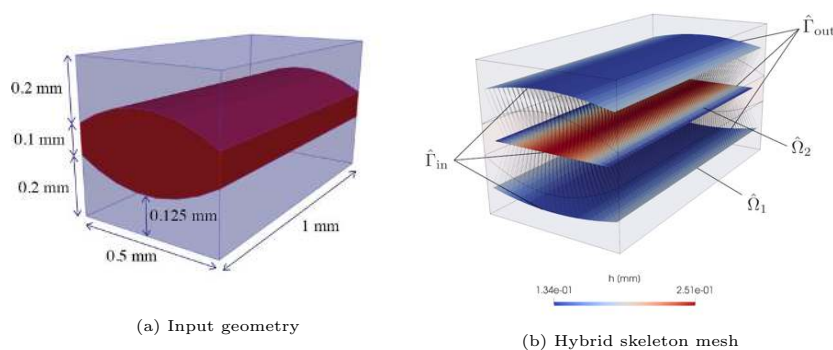 0.2 mm
0.1 mm
0.2 mm
0.125 mm
0.5 mm
1 mm
(a) Input geometry
Γ̂out
Γ̂in
Ω̂2
Ω̂1
h (mm)
1.34e-01 2.51e-01
(b) Hybrid skeleton mesh